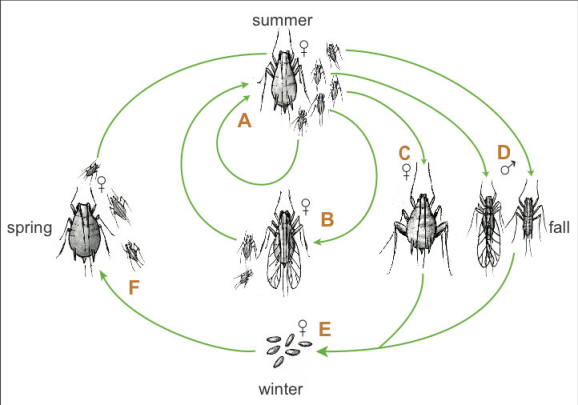 summer
♀
A
C
D
♀
♂
♀
♀
B
spring
fall
F
♀
E
winter